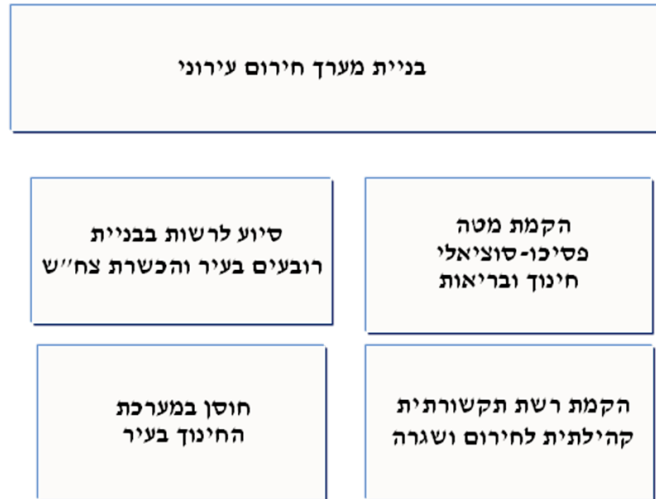 בניית מערך חירום עירוני
הקמת מטה
פסיכו-סוציאלי
חינוך ובריאות
סיוע לרשות בבניית
רובעים בעיר והכשרת צח״ש
הקמת רשת תקשורתית
קהילתית לחירום ושגרה
חוסן במערכת
החינוך בעיר